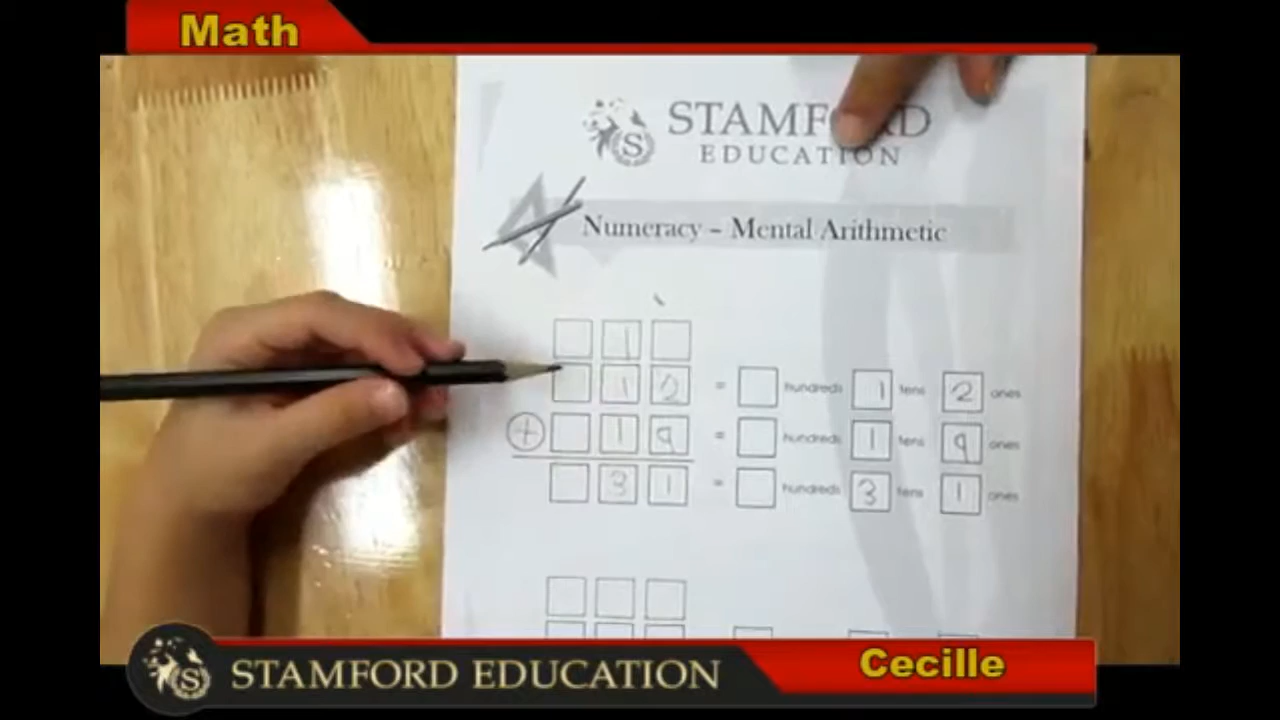 Math
STAMFORD
EDUCATION
Numeracy – Mental Arithmetic
1
1 2 = hundreds 1 tens 2 ones
+ 1 9 = hundreds 1 tens 9 ones
3 1 = hundreds 3 tens 1 ones
S STAMFORD EDUCATION
Cecille